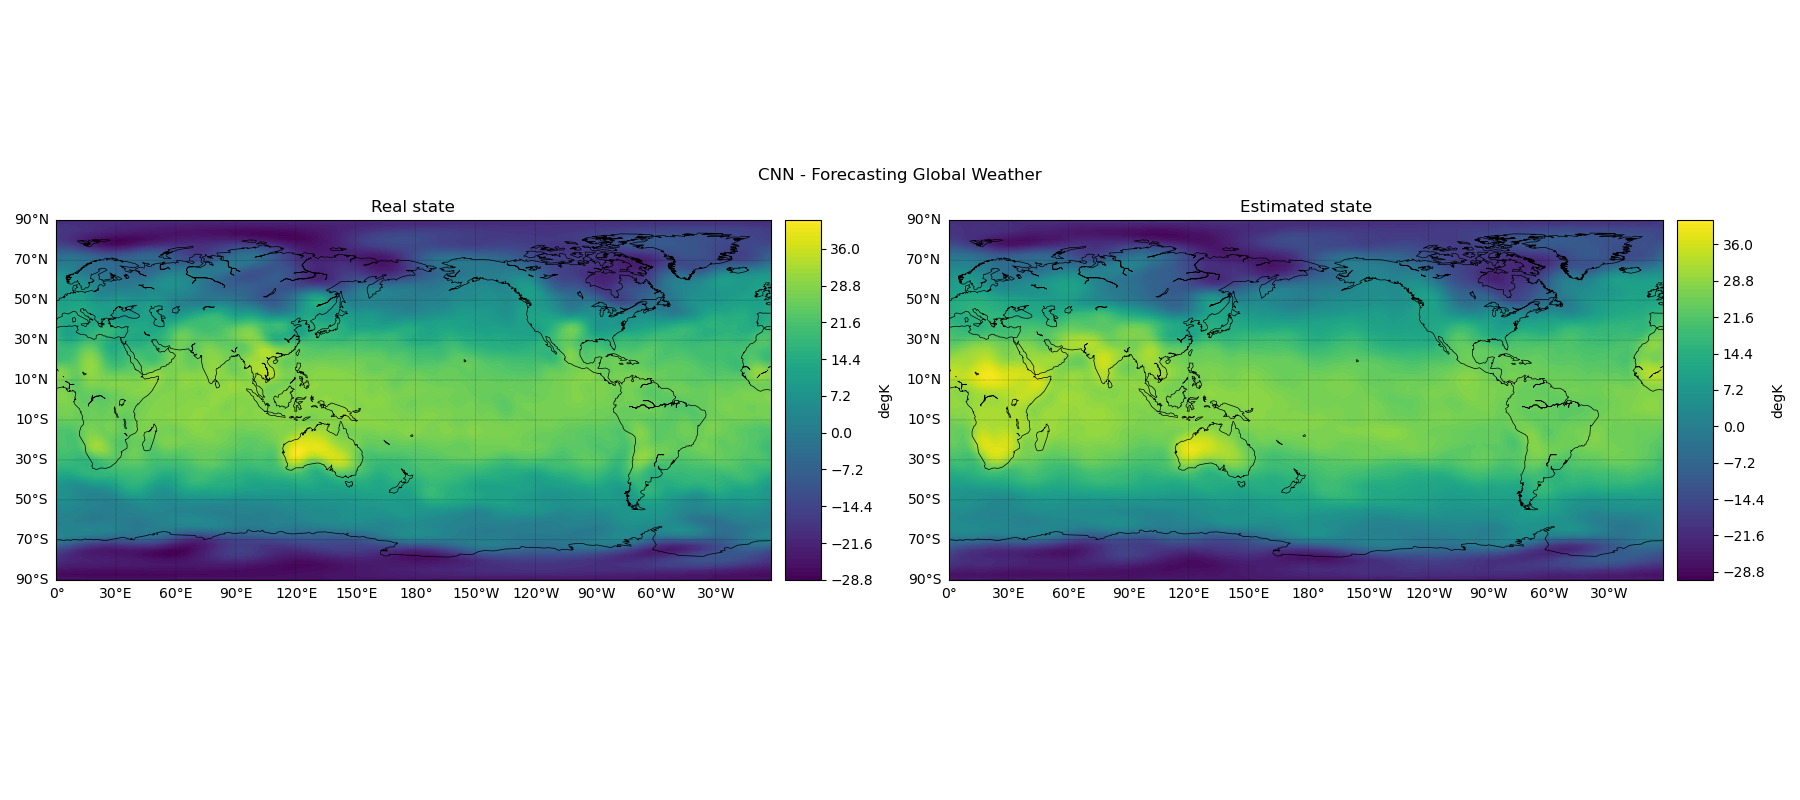 CNN - Forecasting Global Weather
Real state
90°N
70°N
50°N
30°N
10°N
10°S
30°S
50°S
70°S
90°S
0° 30°E 60°E 90°E 120°E 150°E 180° 150°W 120°W 90°W 60°W 30°W
36.0
28.8
21.6
14.4
7.2
0.0
−7.2
−14.4
−21.6
−28.8
degK
Estimated state
90°N
70°N
50°N
30°N
10°N
10°S
30°S
50°S
70°S
90°S
0° 30°E 60°E 90°E 120°E 150°E 180° 150°W 120°W 90°W 60°W 30°W
36.0
28.8
21.6
14.4
7.2
0.0
−7.2
−14.4
−21.6
−28.8
degK